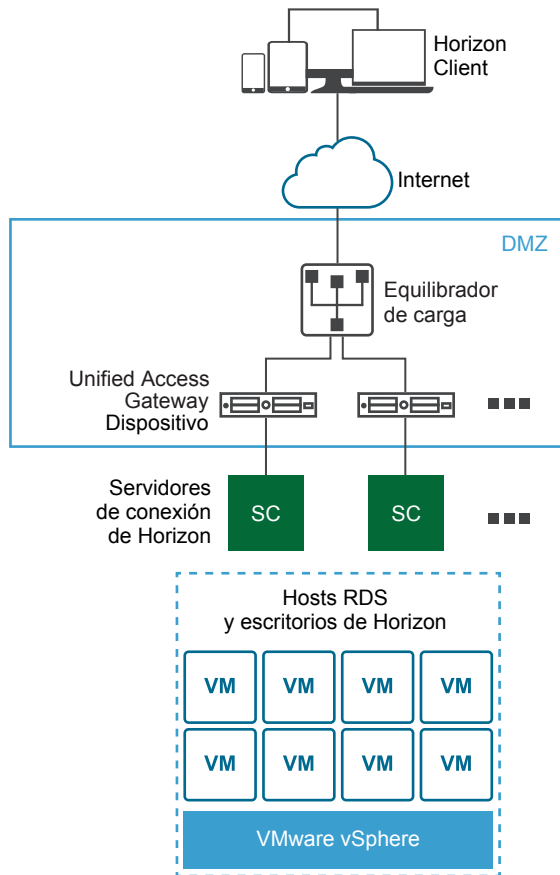 Horizon
Client
Internet
DMZ
Equilibrador
de carga
Unified Access
Gateway
Dispositivo
Servidores
de conexión
de Horizon
SC
SC
Hosts RDS
y escritorios de Horizon
VM
VM
VM
VM
VM
VM
VM
VM
VMware vSphere